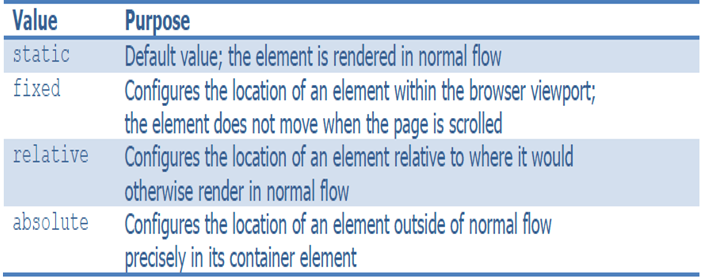 Value Purpose
static Default value; the element is rendered in normal flow
fixed Configures the location of an element within the browser viewport;
the element does not move when the page is scrolled
relative Configures the location of an element relative to where it would
otherwise render in normal flow
absolute Configures the location of an element outside of normal flow
precisely in its container element